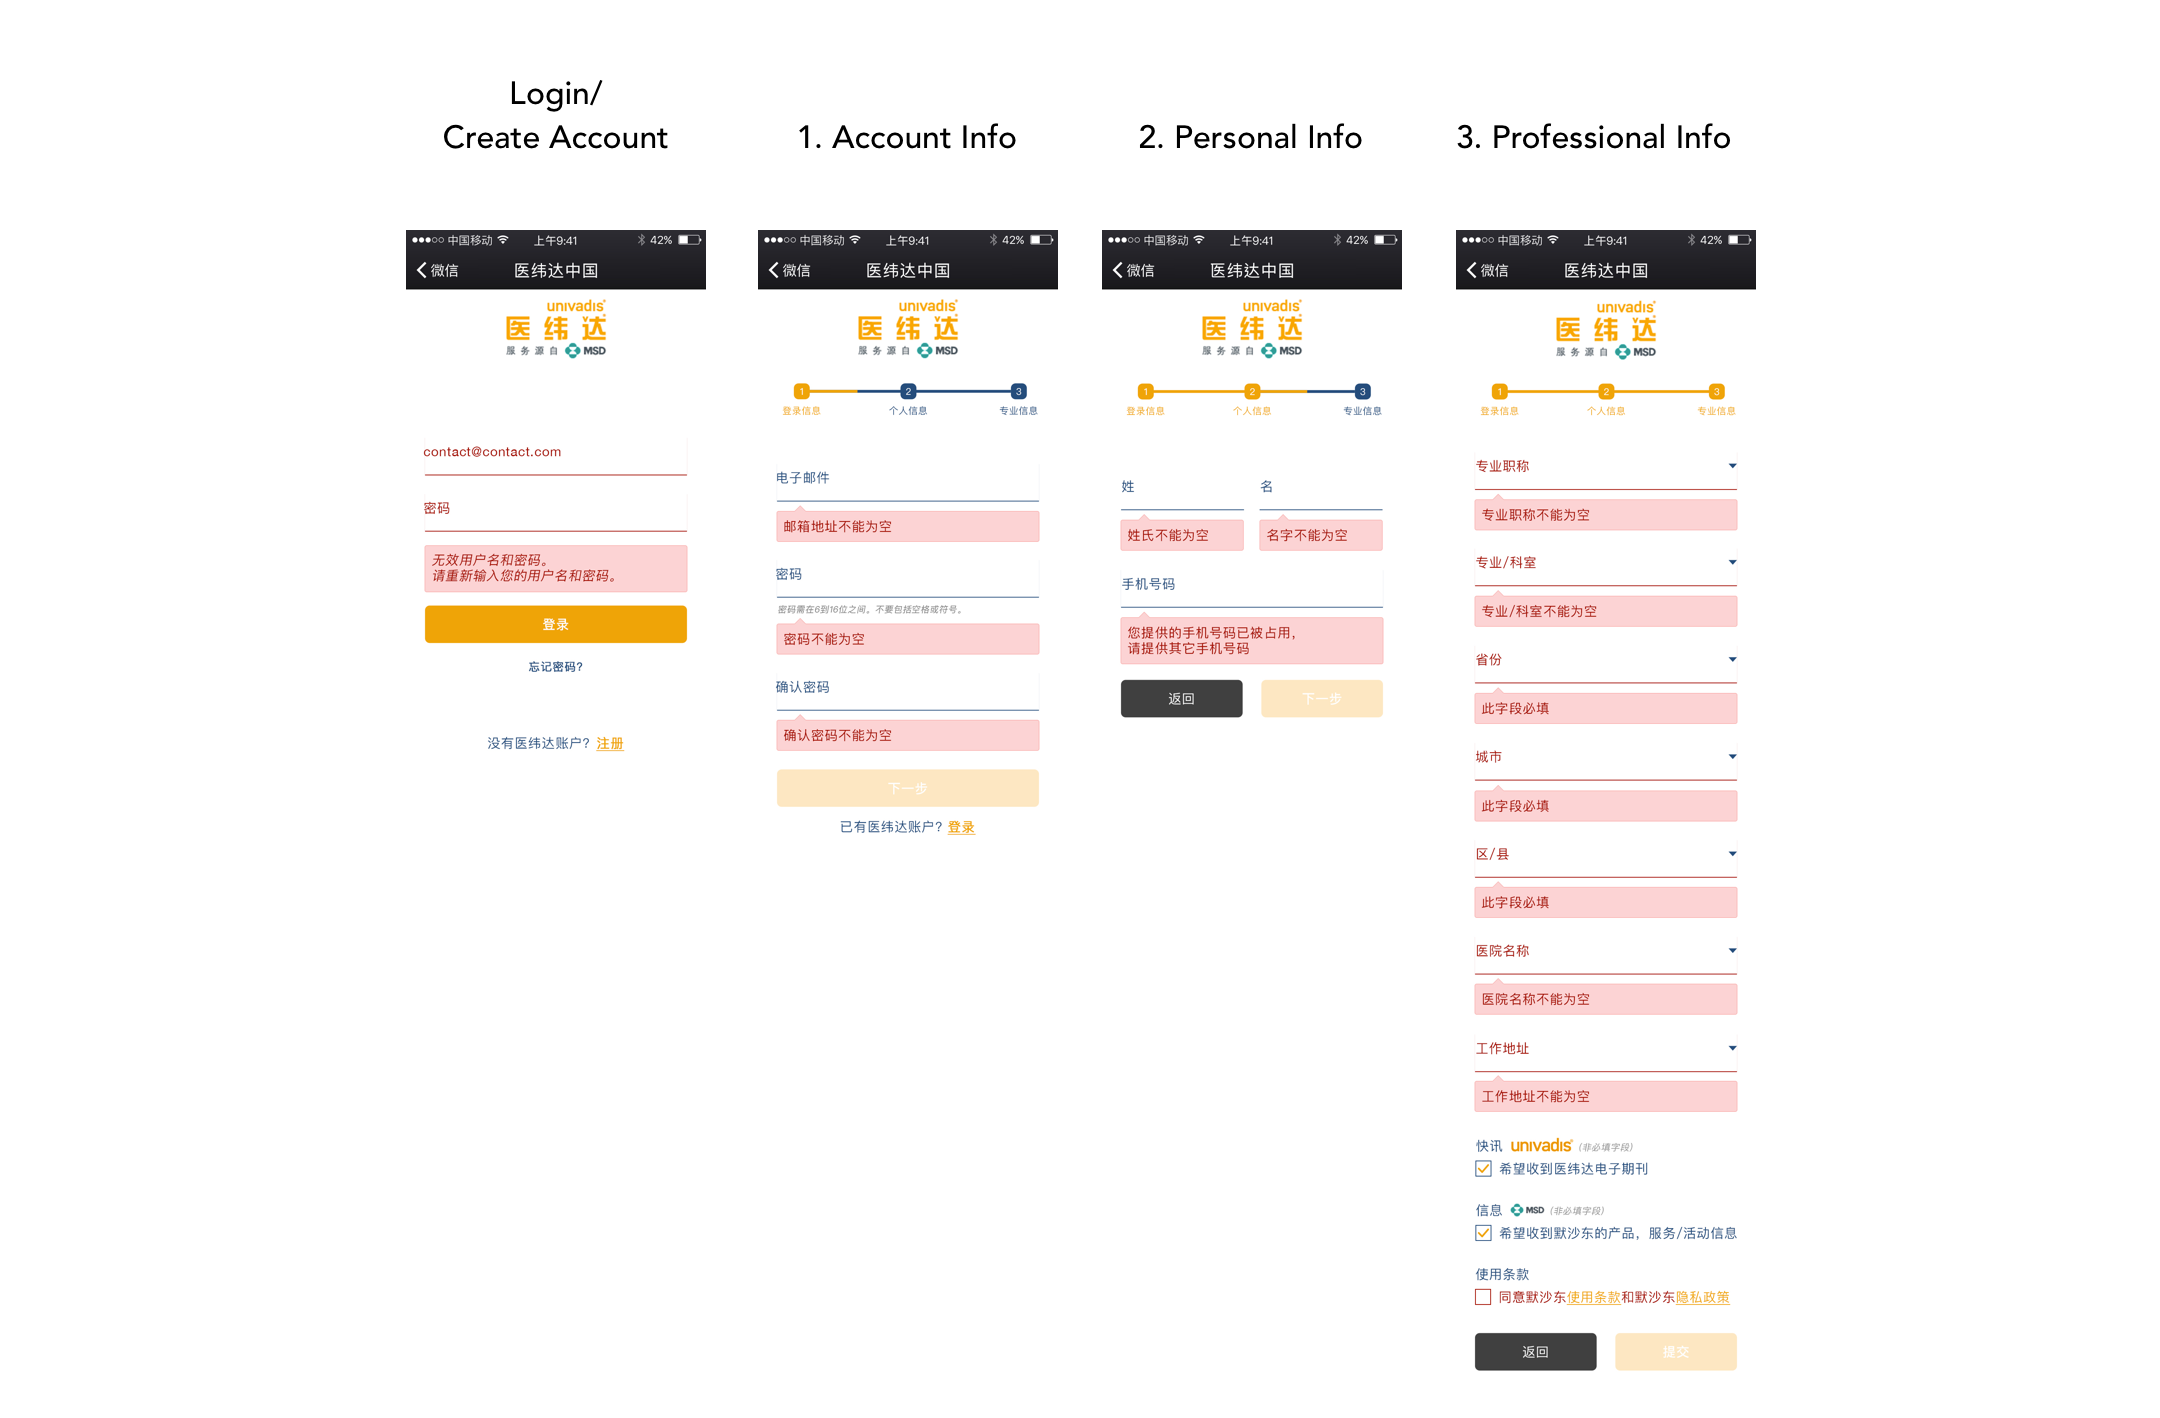 Login/
Create Account
1. Account Info
2. Personal Info
3. Professional Info
中国移动
上午9:41
42%
微信
医纬达中国
univadis
医纬达
服务源自 MSD
contact@contact.com
密码
无效用户名和密码。
请重新输入您的用户名和密码。
登录
忘记密码?
没有医纬达账户? 注册
中国移动
上午9:41
42%
微信
医纬达中国
univadis
医纬达
服务源自 MSD
1
2
3
登录信息
个人信息
专业信息
电子邮件
邮箱地址不能为空
密码
密码需在6到16位之间。不要包括空格或符号。
密码不能为空
确认密码
确认密码不能为空
下一步
已有医纬达账户? 登录
中国移动
上午9:41
42%
微信
医纬达中国
univadis
医纬达
服务源自 MSD
1
2
3
登录信息
个人信息
专业信息
姓
名
姓氏不能为空
名字不能为空
手机号码
您提供的手机号码已被占用，
请提供其它手机号码
返回
下一步
中国移动
上午9:41
42%
微信
医纬达中国
univadis
医纬达
服务源自 MSD
1
2
3
登录信息
个人信息
专业信息
专业职称
专业职称不能为空
专业/科室
专业/科室不能为空
省份
此字段必填
城市
此字段必填
区/县
此字段必填
医院名称
医院名称不能为空
工作地址
工作地址不能为空
快讯 univadis (非必填字段)
希望收到医纬达电子期刊
信息 MSD (非必填字段)
希望收到默沙东的产品，服务/活动信息
使用条款
同意默沙东使用条款和默沙东隐私政策
返回
提交